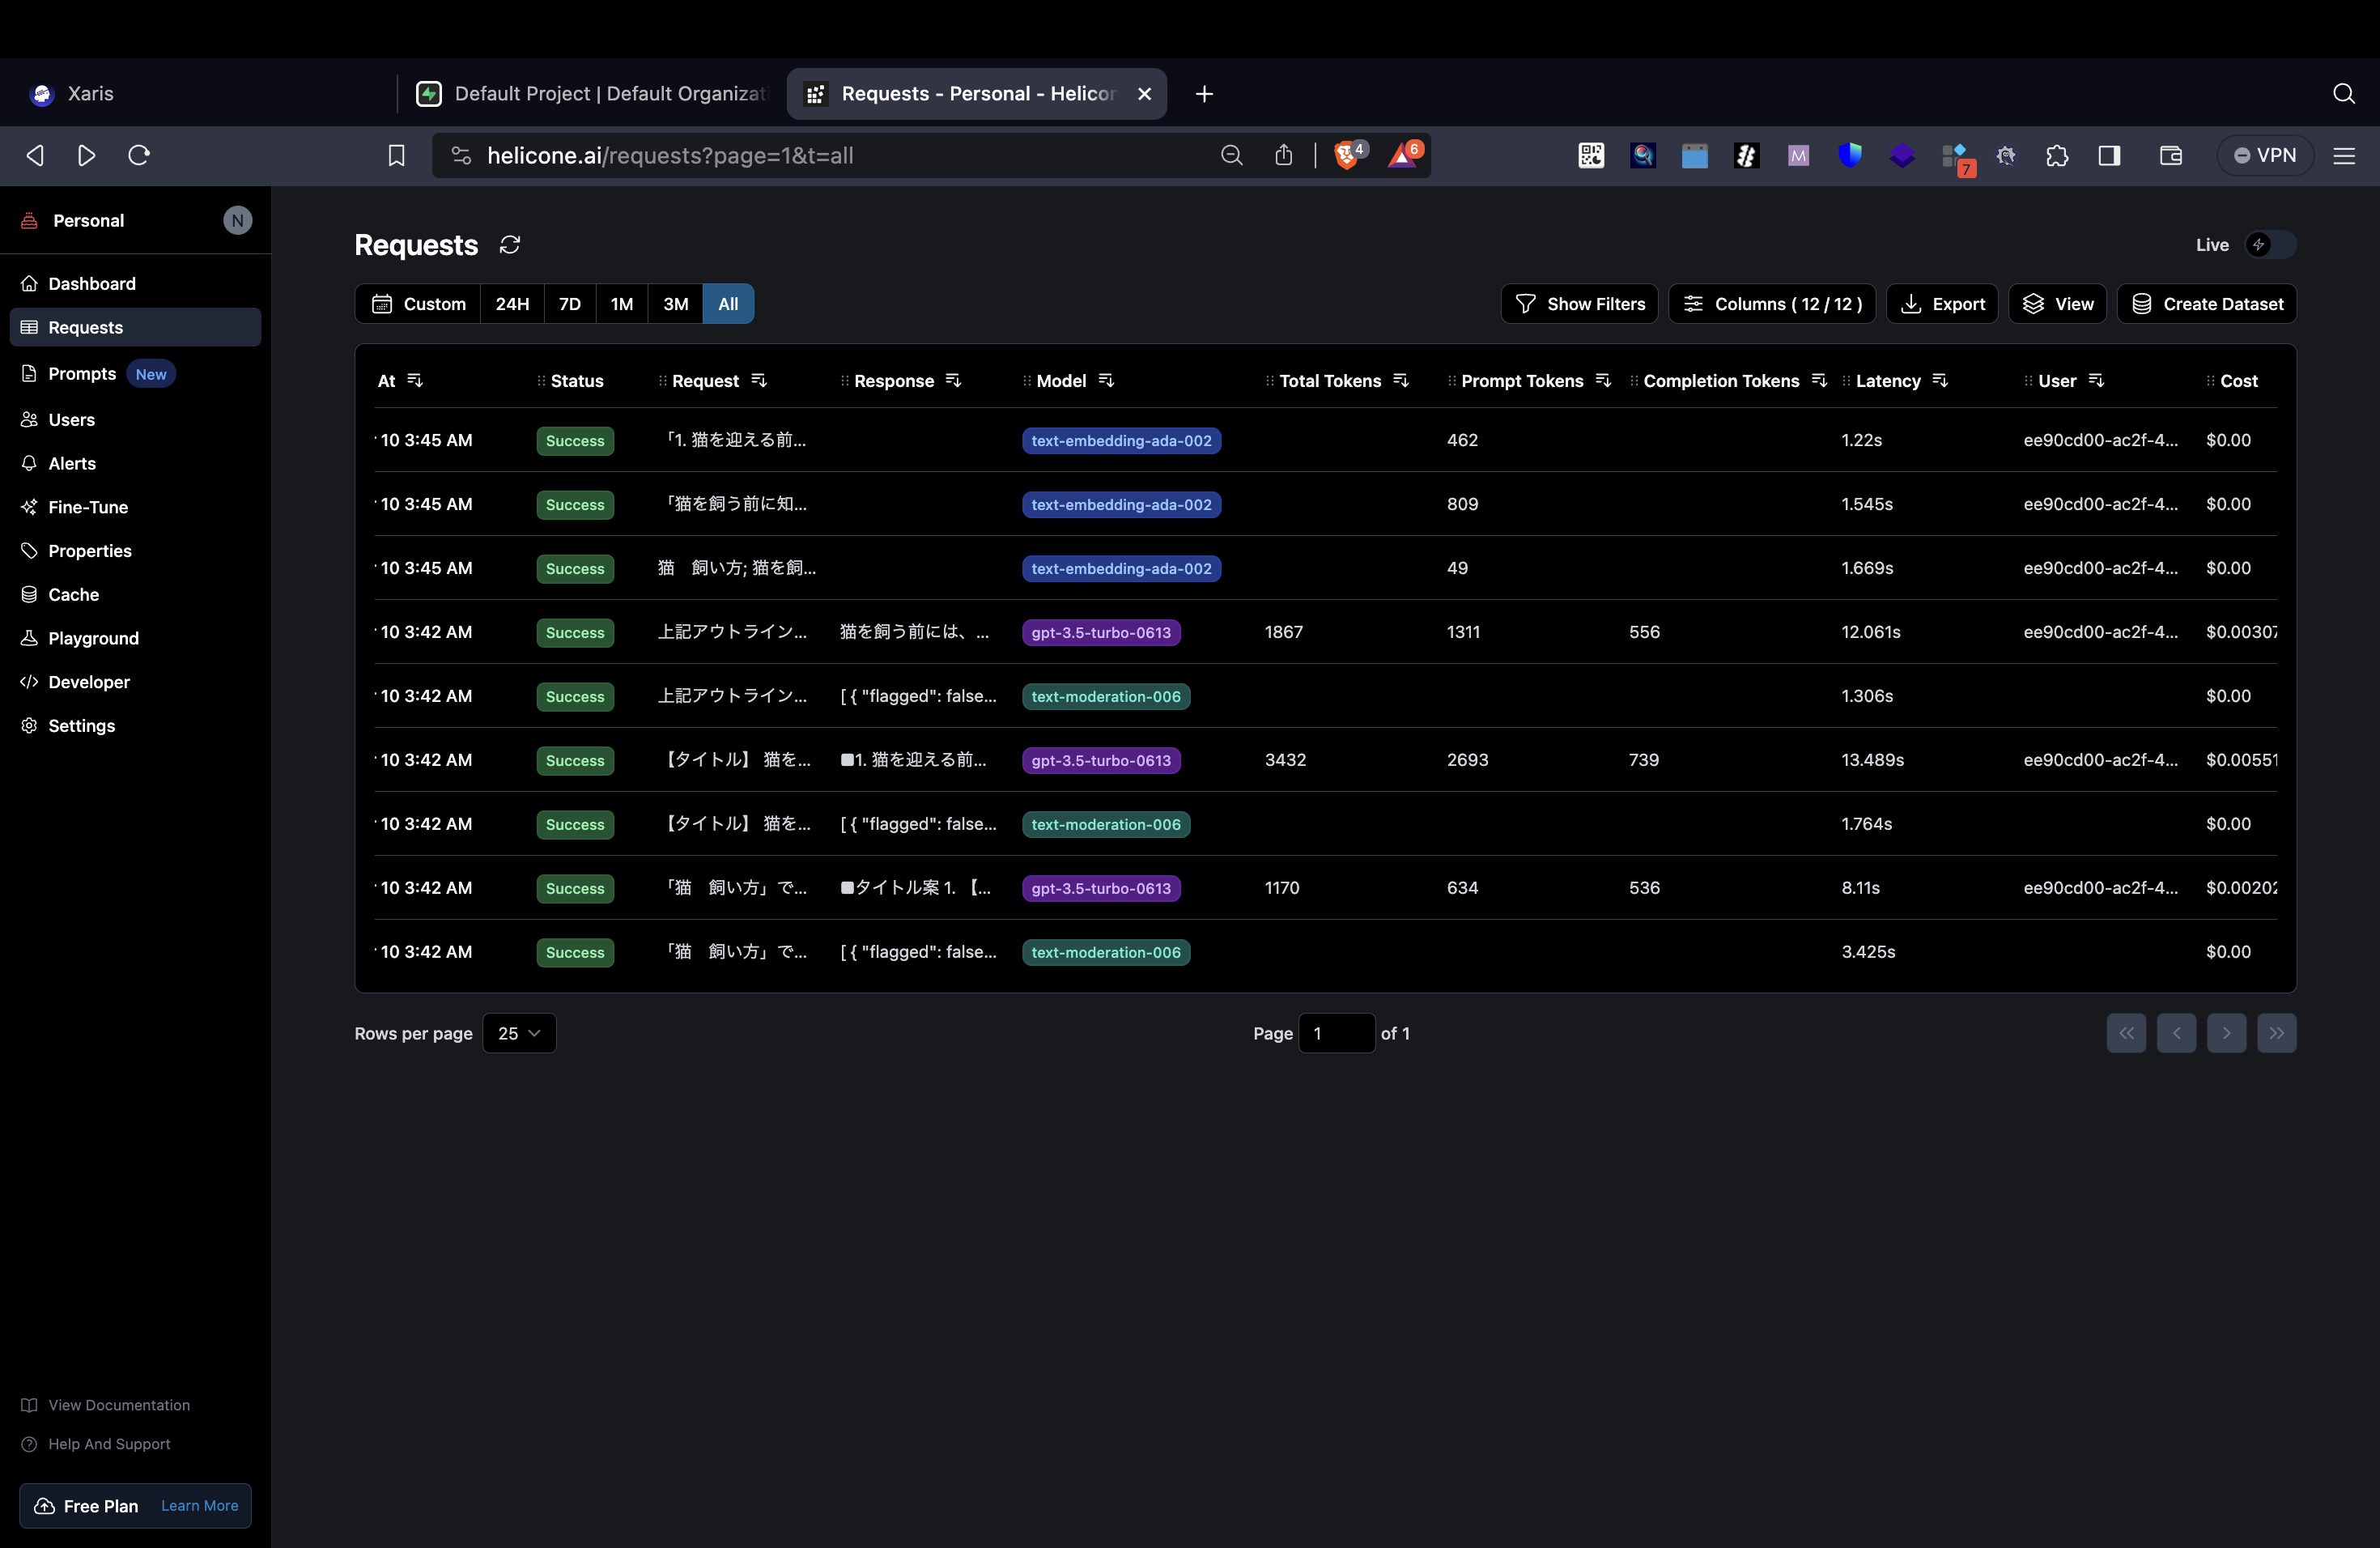 Xaris
Default Project | Default Organizati
Requests - Personal - Helicon
helicone.ai/requests?page=1&t=all
4
6
M
7
VPN
Personal
N
Dashboard
Requests
Prompts New
Users
Alerts
Fine-Tune
Properties
Cache
Playground
Developer
Settings
View Documentation
Help And Support
Free Plan Learn More
Requests
Live
Custom 24H 7D 1M 3M All
Show Filters Columns ( 12 / 12 ) Export View Create Dataset
At Status Request Response Model Total Tokens Prompt Tokens Completion Tokens Latency User Cost
10 3:45 AM Success 「1. 猫を迎える前... text-embedding-ada-002 462 1.22s ee90cd00-ac2f-4... $0.00
10 3:45 AM Success 「猫を飼う前に知... text-embedding-ada-002 809 1.545s ee90cd00-ac2f-4... $0.00
10 3:45 AM Success 猫　飼い方; 猫を飼... text-embedding-ada-002 49 1.669s ee90cd00-ac2f-4... $0.00
10 3:42 AM Success 上記アウトライン... 猫を飼う前には、... gpt-3.5-turbo-0613 1867 1311 556 12.061s ee90cd00-ac2f-4... $0.00307
10 3:42 AM Success 上記アウトライン... [ { "flagged": false... text-moderation-006 1.306s $0.00
10 3:42 AM Success 【タイトル】 猫を... ■1. 猫を迎える前... gpt-3.5-turbo-0613 3432 2693 739 13.489s ee90cd00-ac2f-4... $0.00551
10 3:42 AM Success 【タイトル】 猫を... [ { "flagged": false... text-moderation-006 1.764s $0.00
10 3:42 AM Success 「猫　飼い方」で... ■タイトル案 1. 【... gpt-3.5-turbo-0613 1170 634 536 8.11s ee90cd00-ac2f-4... $0.00202
10 3:42 AM Success 「猫　飼い方」で... [ { "flagged": false... text-moderation-006 3.425s $0.00
Rows per page 25 Page 1 of 1